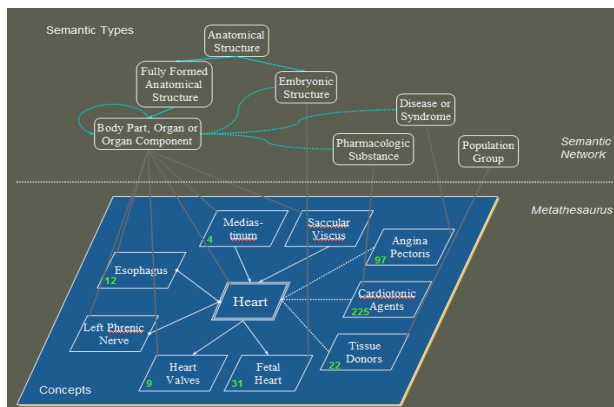 Semantic Types
Anatomical
Structure
Fully Formed
Anatomical
Structure
Embryonic
Structure
Disease or
Syndrome
Body Part, Organ or
Organ Component
Pharmacologic
Substance
Population
Group
Semantic
Network
Metathesaurus
Medias-
tinum
4
Saccular
Viscus
Angina
Pectoris
97
Esophagus
12
Heart
Cardiotonic
Agents
225
Left Phrenic
Nerve
Tissue
Donors
22
Heart
Valves
9
Fetal
Heart
31
Concepts